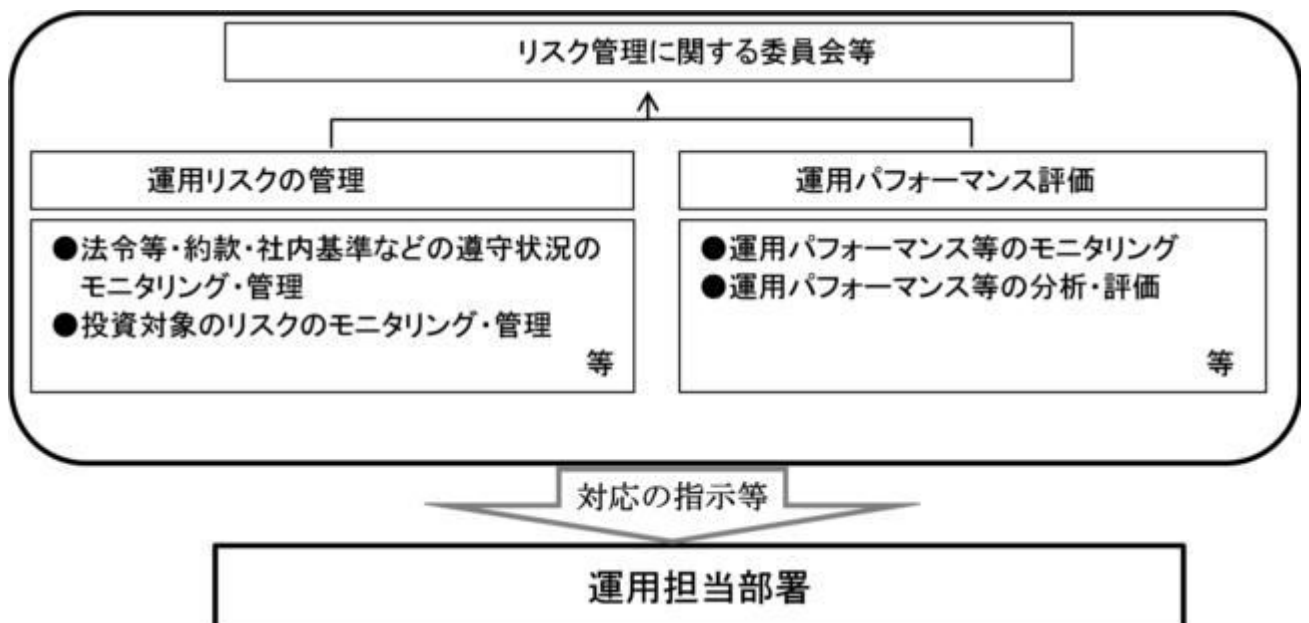 リスク管理に関する委員会等
運用リスクの管理
●法令等・約款・社内基準などの遵守状況の
モニタリング・管理
●投資対象のリスクのモニタリング・管理
等
運用パフォーマンス評価
●運用パフォーマンス等のモニタリング
●運用パフォーマンス等の分析・評価
等
対応の指示等
運用担当部署